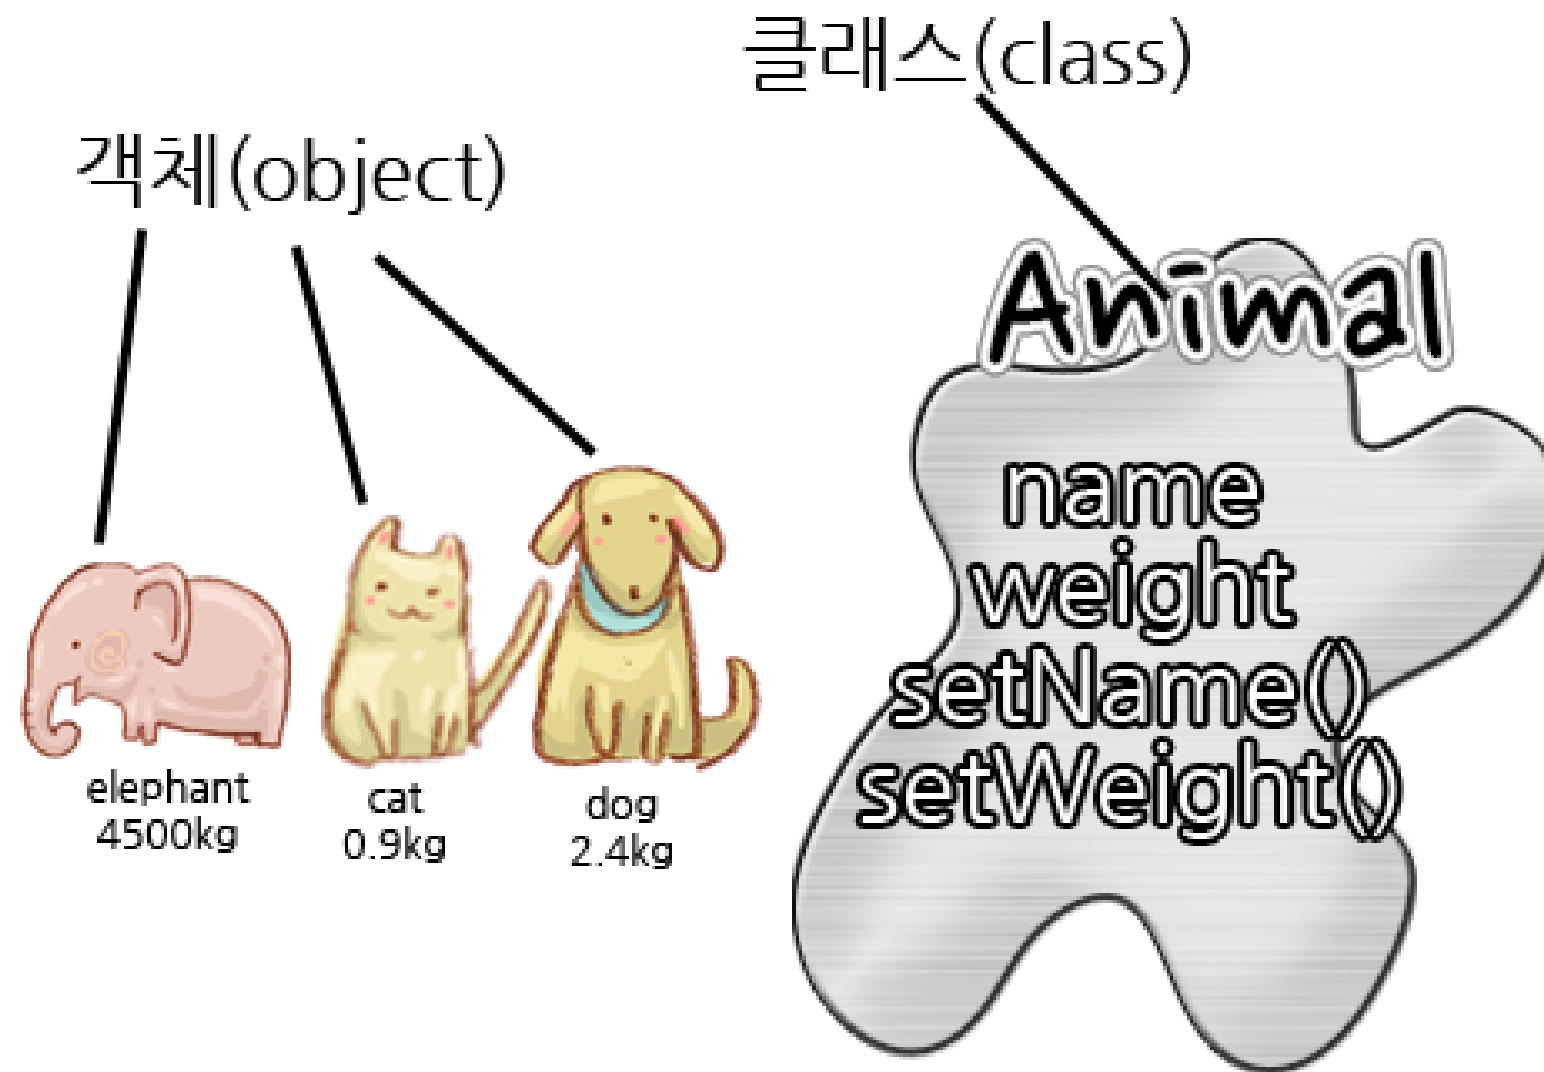 클래스(class)
객체(object)
Animal
name
weight
setName()
setWeight()
elephant
4500kg
cat
0.9kg
dog
2.4kg